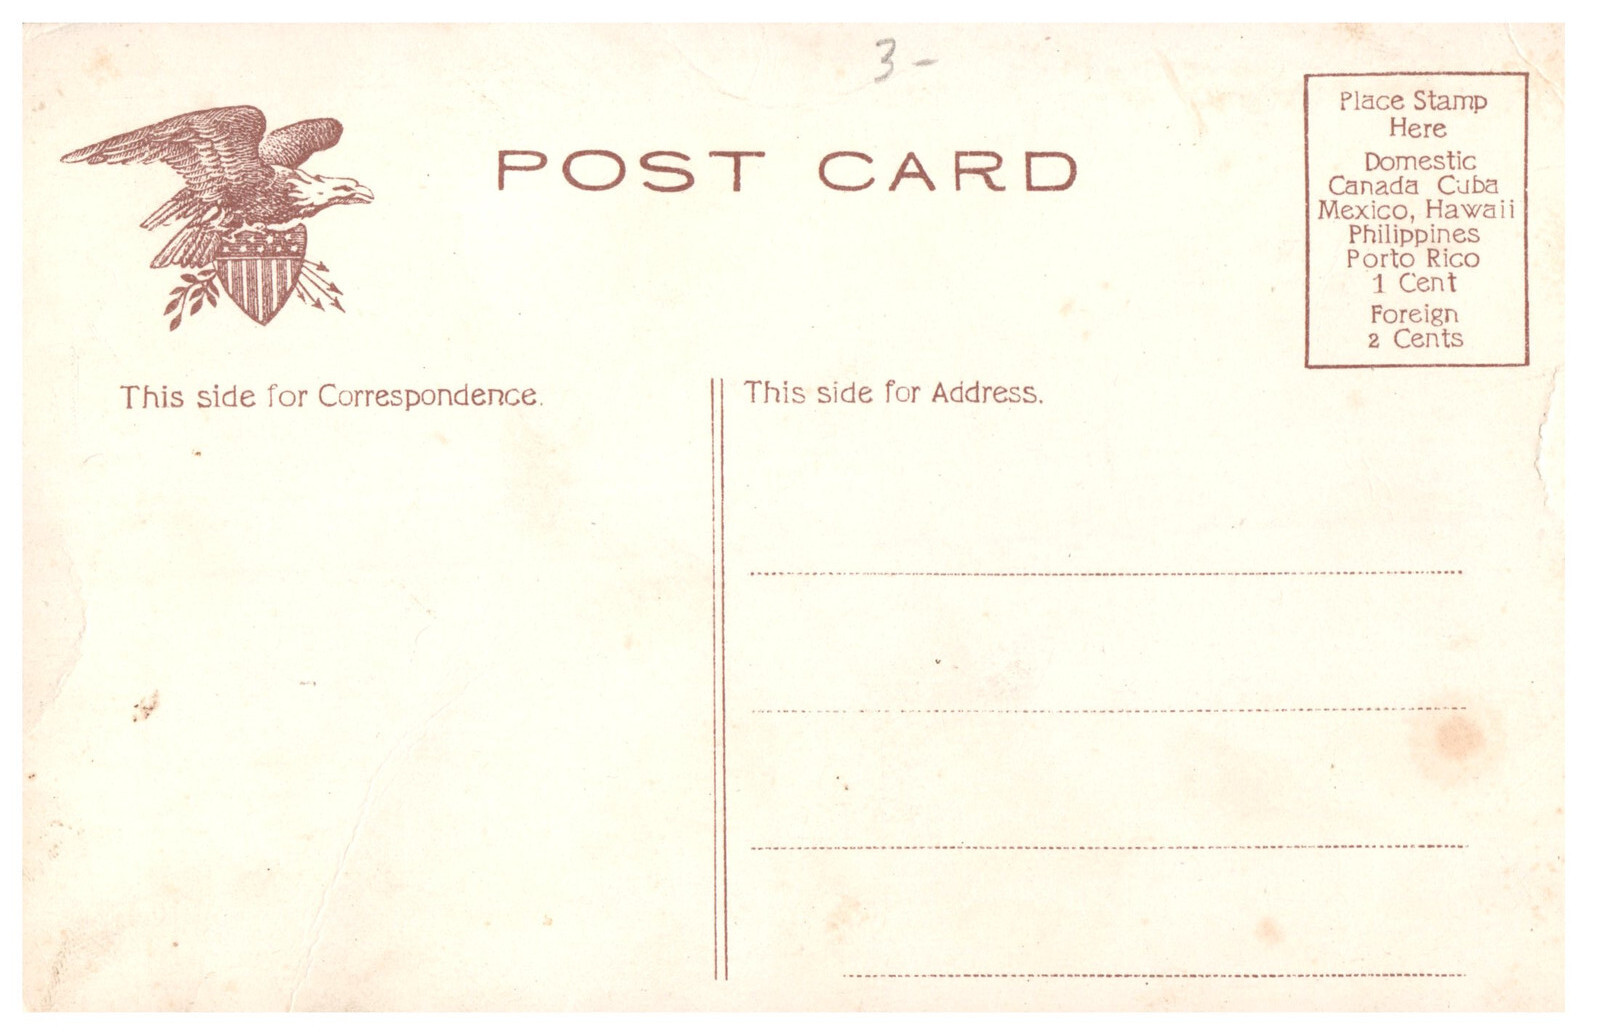 3-
POST CARD
Place Stamp
Here
Domestic
Canada Cuba
Mexico, Hawaii
Philippines
Porto Rico
1 Cent
Foreign
2 Cents
This side for Correspondence.
This side for Address.